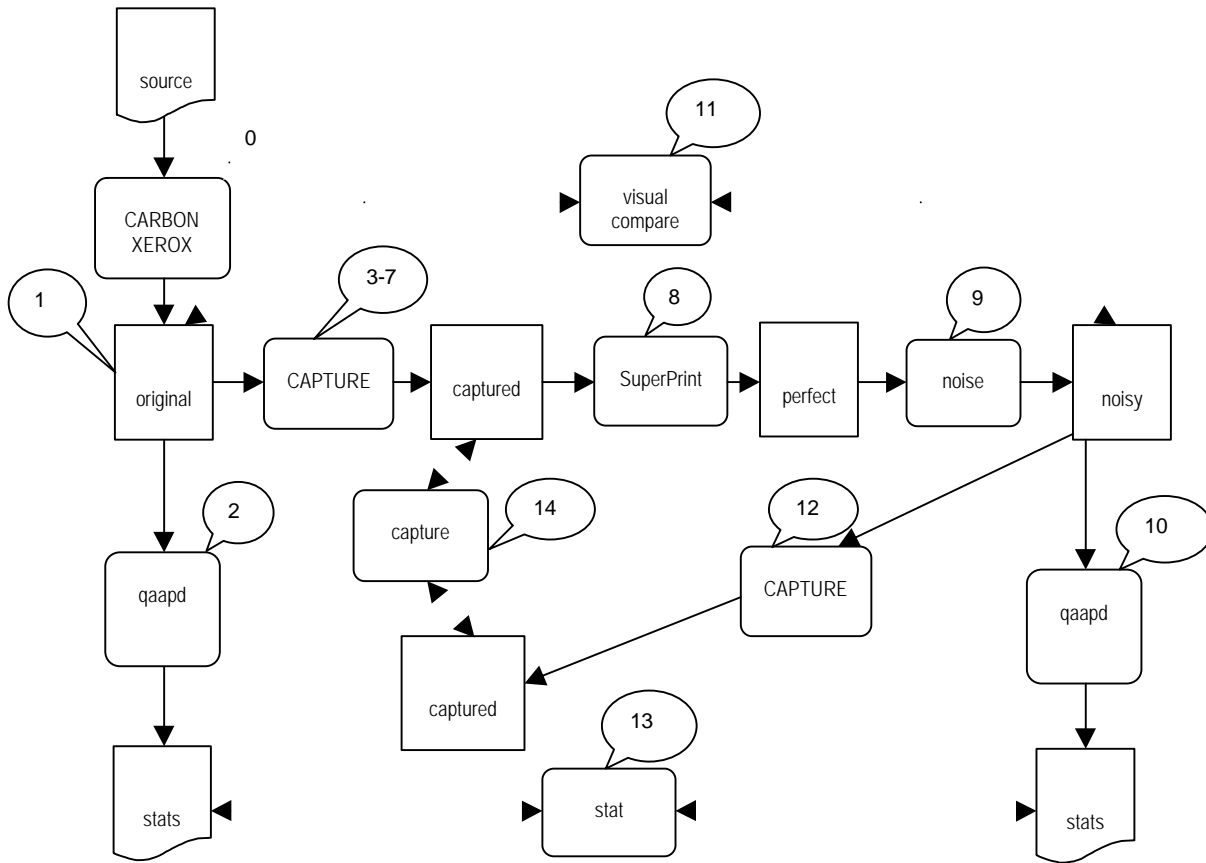 source
0
11
CARBON
XEROX
visual
compare
1
3-7
8
9
original
CAPTURE
captured
SuperPrint
perfect
noise
noisy
2
capture
14
12
10
qaapd
CAPTURE
qaapd
captured
13
stats
stat
stats